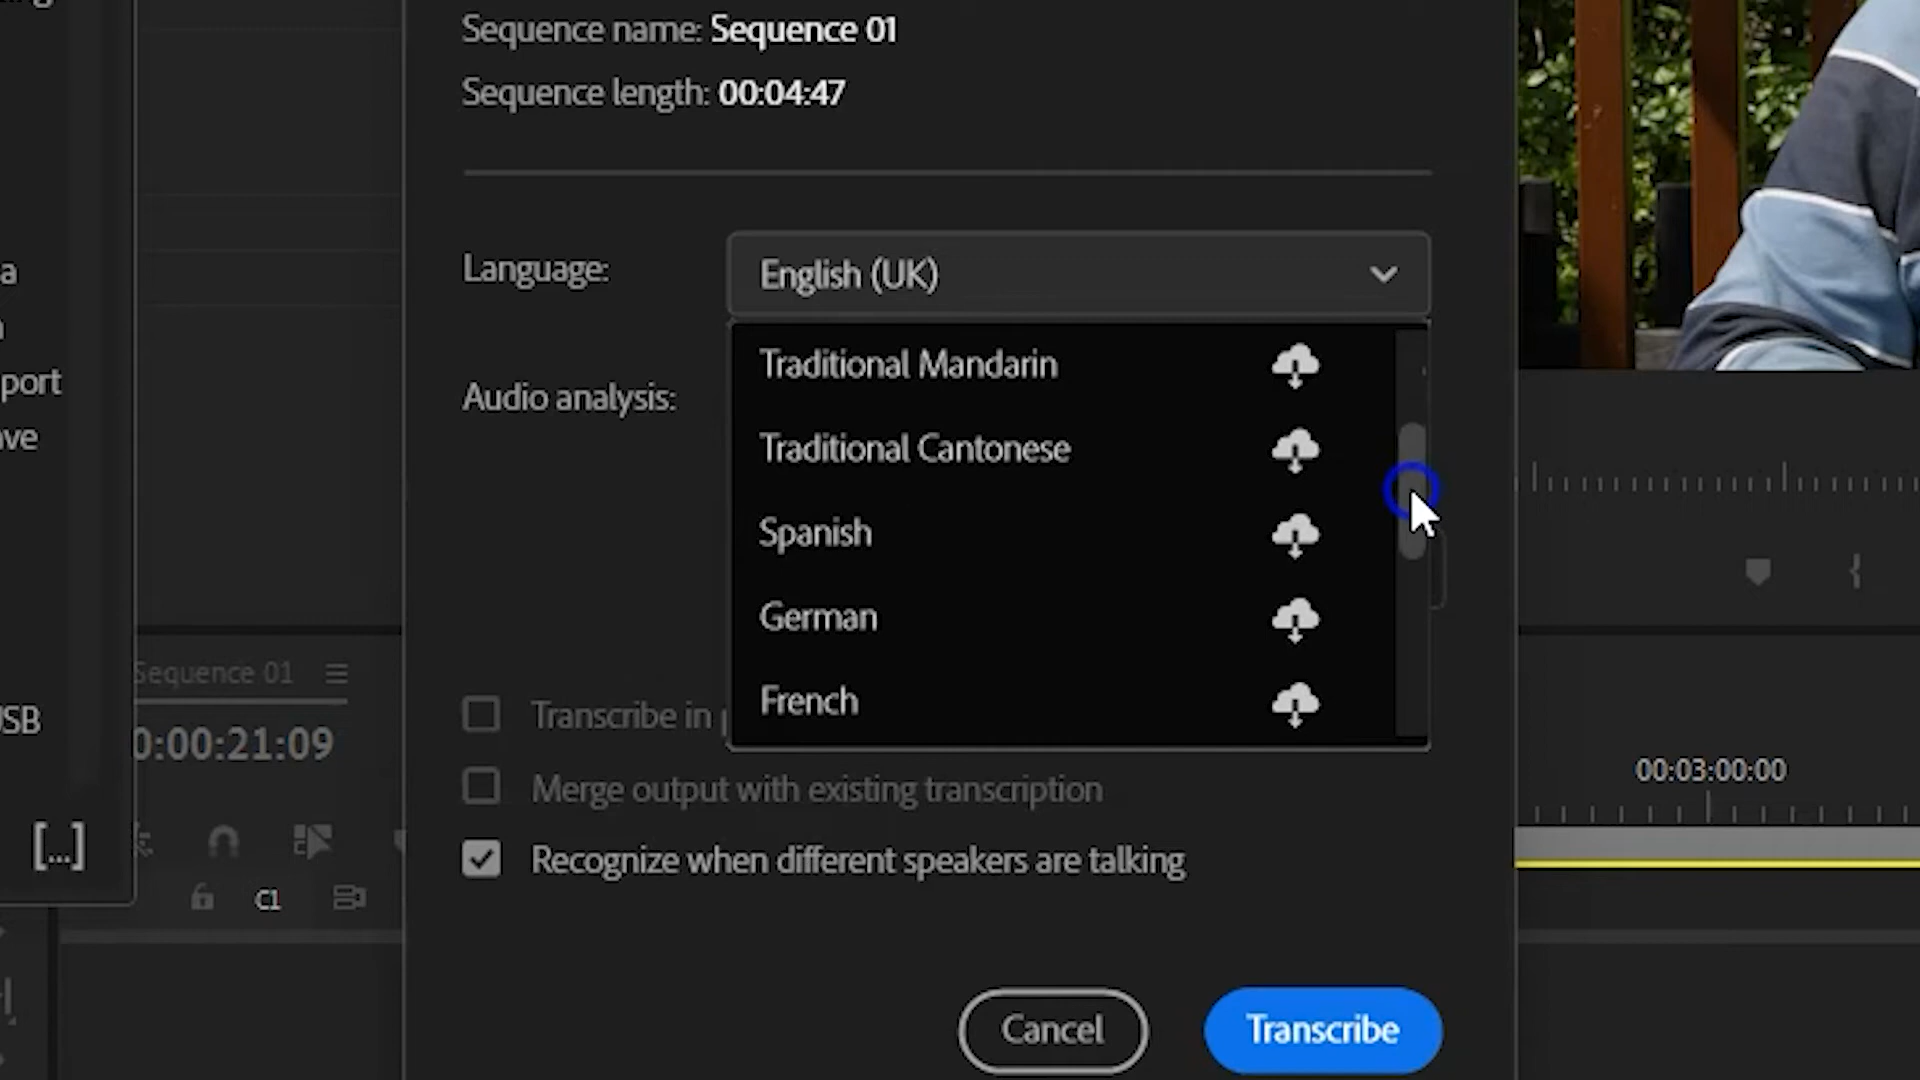 Sequence name: Sequence 01
Sequence length: 00:04:47
a
Language: English (UK)
Traditional Mandarin
Audio analysis:
port
ve
Traditional Cantonese
Spanish
German
Sequence 01
French
SB
Transcribe in
0:00:21:09
00:03:00:00
Merge output with existing transcription
[...]
Recognize when different speakers are talking
C1
Cancel
Transcribe